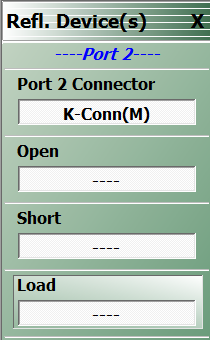 Refl. Device(s) X
----Port 2----
Port 2 Connector
K-Conn(M)
Open
----
Short
----
Load
----